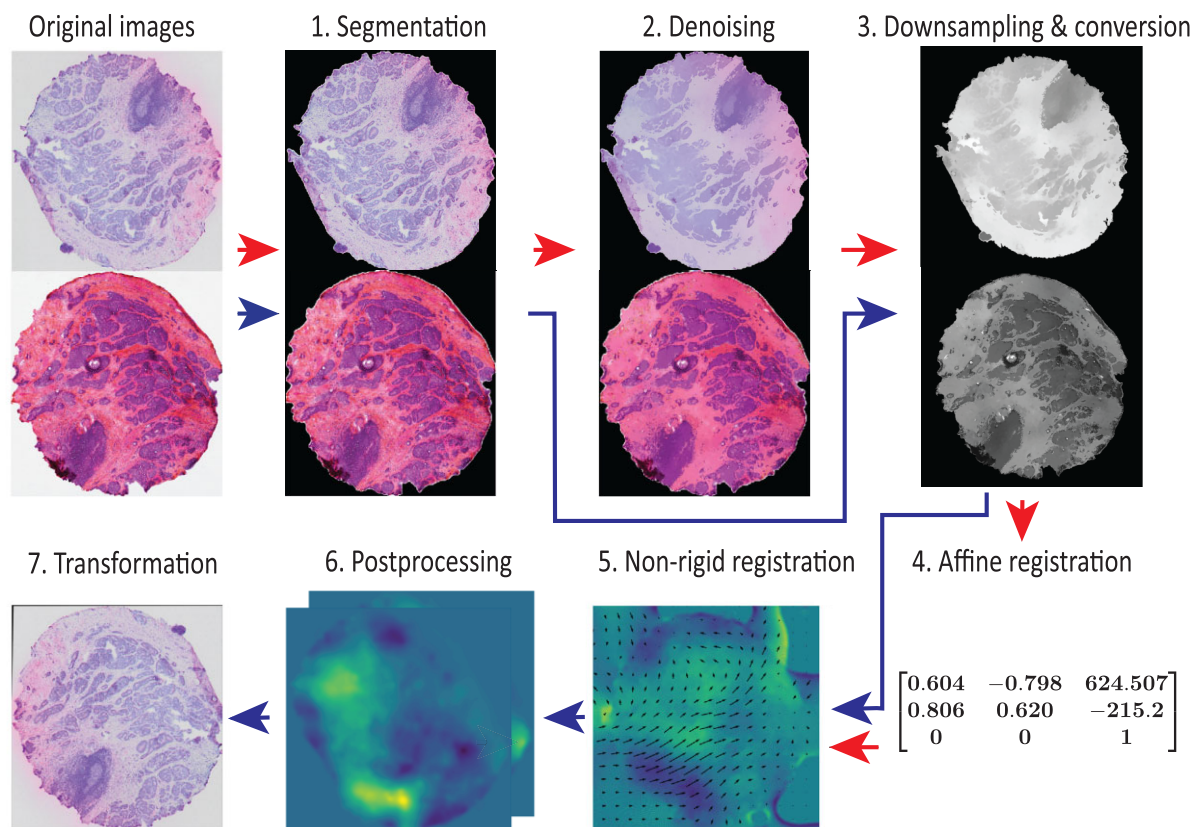 Original images
1. Segmentation
2. Denoising
3. Downsampling & conversion
7. Transformation
6. Postprocessing
5. Non-rigid registration
4. Affine registration
0.604 −0.798 624.507
0.806 0.620 −215.2
0 0 1